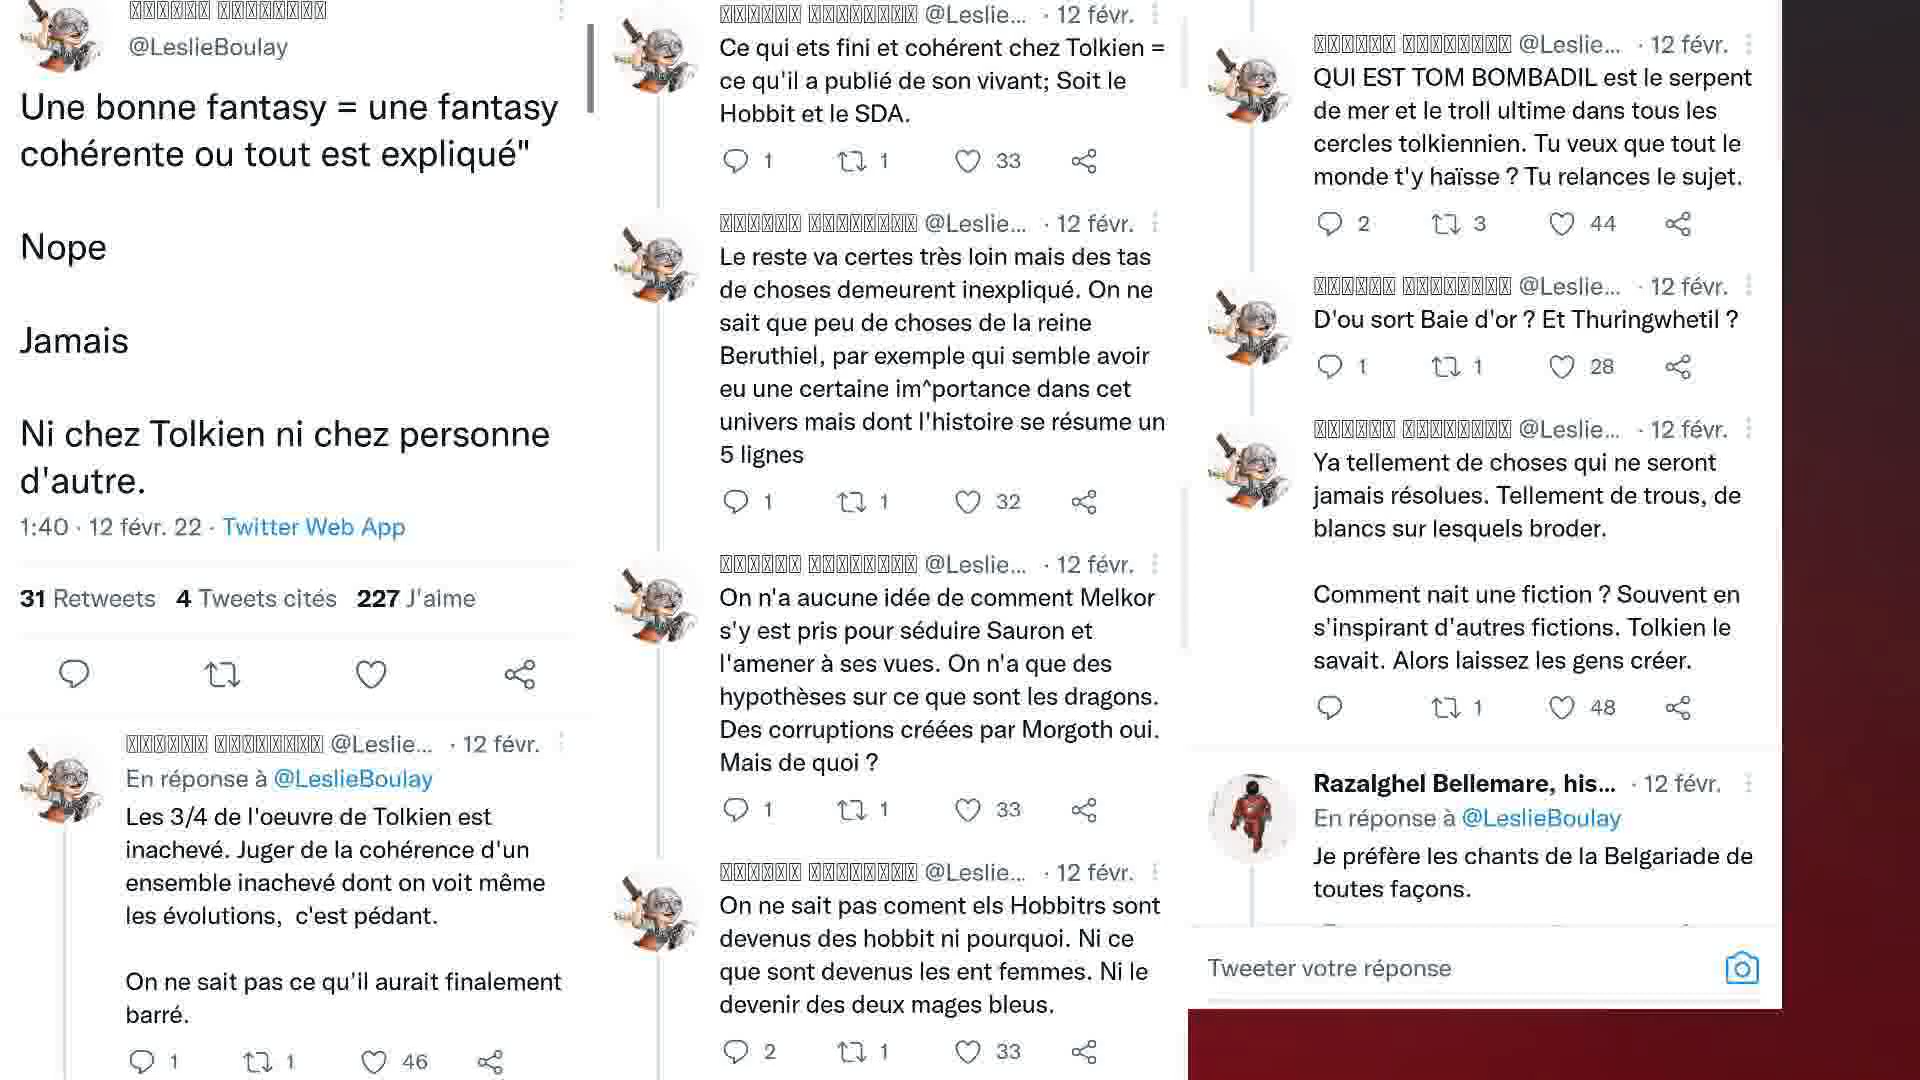 @LeslieBoulay
Une bonne fantasy = une fantasy
cohérente ou tout est expliqué"
Nope
Jamais
Ni chez Tolkien ni chez personne
d'autre.
1:40 · 12 févr. 22 · Twitter Web App
31 Retweets 4 Tweets cités 227 J'aime
@Leslie... · 12 févr.
En réponse à @LeslieBoulay
Les 3/4 de l'oeuvre de Tolkien est
inachevé. Juger de la cohérence d'un
ensemble inachevé dont on voit même
les évolutions,  c'est pédant.
On ne sait pas ce qu'il aurait finalement
barré.
1 1 46
@Leslie... · 12 févr.
Ce qui ets fini et cohérent chez Tolkien =
ce qu'il a publié de son vivant; Soit le
Hobbit et le SDA.
1 1 33
@Leslie... · 12 févr.
Le reste va certes très loin mais des tas
de choses demeurent inexpliqué. On ne
sait que peu de choses de la reine
Beruthiel, par exemple qui semble avoir
eu une certaine im^portance dans cet
univers mais dont l'histoire se résume un
5 lignes
1 1 32
@Leslie... · 12 févr.
On n'a aucune idée de comment Melkor
s'y est pris pour séduire Sauron et
l'amener à ses vues. On n'a que des
hypothèses sur ce que sont les dragons.
Des corruptions créées par Morgoth oui.
Mais de quoi ?
1 1 33
@Leslie... · 12 févr.
On ne sait pas coment els Hobbitrs sont
devenus des hobbit ni pourquoi. Ni ce
que sont devenus les ent femmes. Ni le
devenir des deux mages bleus.
2 1 33
@Leslie... · 12 févr.
QUI EST TOM BOMBADIL est le serpent
de mer et le troll ultime dans tous les
cercles tolkiennien. Tu veux que tout le
monde t'y haïsse ? Tu relances le sujet.
2 3 44
@Leslie... · 12 févr.
D'ou sort Baie d'or ? Et Thuringwhetil ?
1 1 28
@Leslie... · 12 févr.
Ya tellement de choses qui ne seront
jamais résolues. Tellement de trous, de
blancs sur lesquels broder.
Comment nait une fiction ? Souvent en
s'inspirant d'autres fictions. Tolkien le
savait. Alors laissez les gens créer.
1 48
Razalghel Bellemare, his... · 12 févr.
En réponse à @LeslieBoulay
Je préfère les chants de la Belgariade de
toutes façons.
Tweeter votre réponse